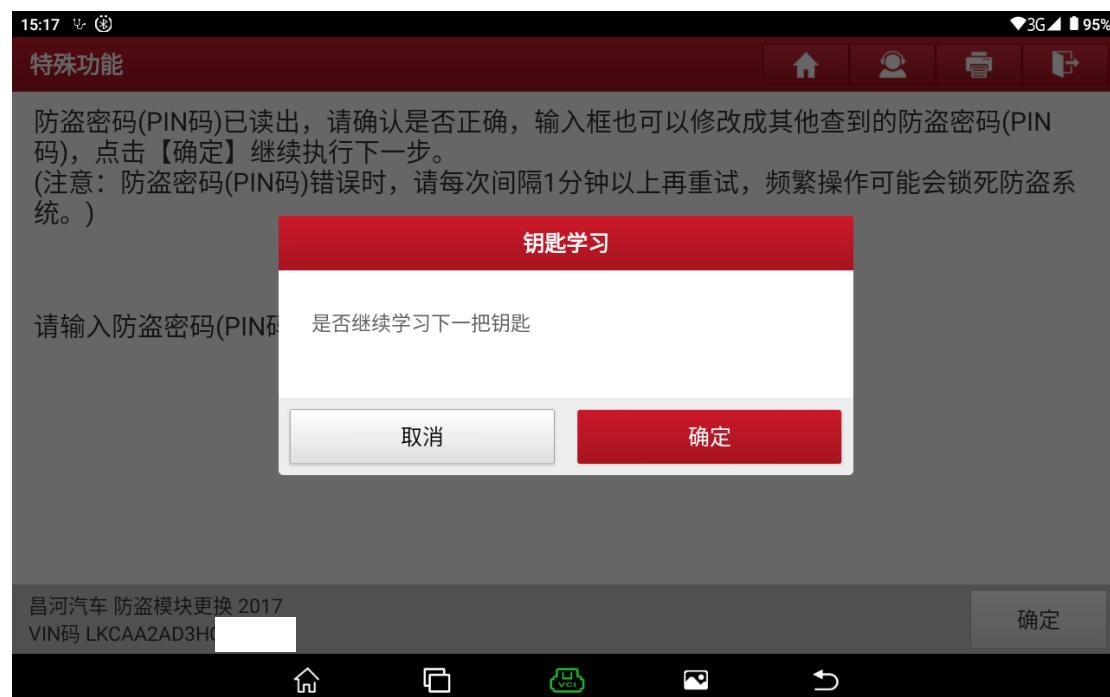 15:17
3G 95%
特殊功能
防盗密码(PIN码)已读出，请确认是否正确，输入框也可以修改成其他查到的防盗密码(PIN
码)，点击【确定】继续执行下一步。
(注意：防盗密码(PIN码)错误时，请每次间隔1分钟以上再重试，频繁操作可能会锁死防盗系
统。)
钥匙学习
请输入防盗密码(PIN码
是否继续学习下一把钥匙
取消
确定
昌河汽车 防盗模块更换 2017
VIN码 LKCAA2AD3H
确定
VCI